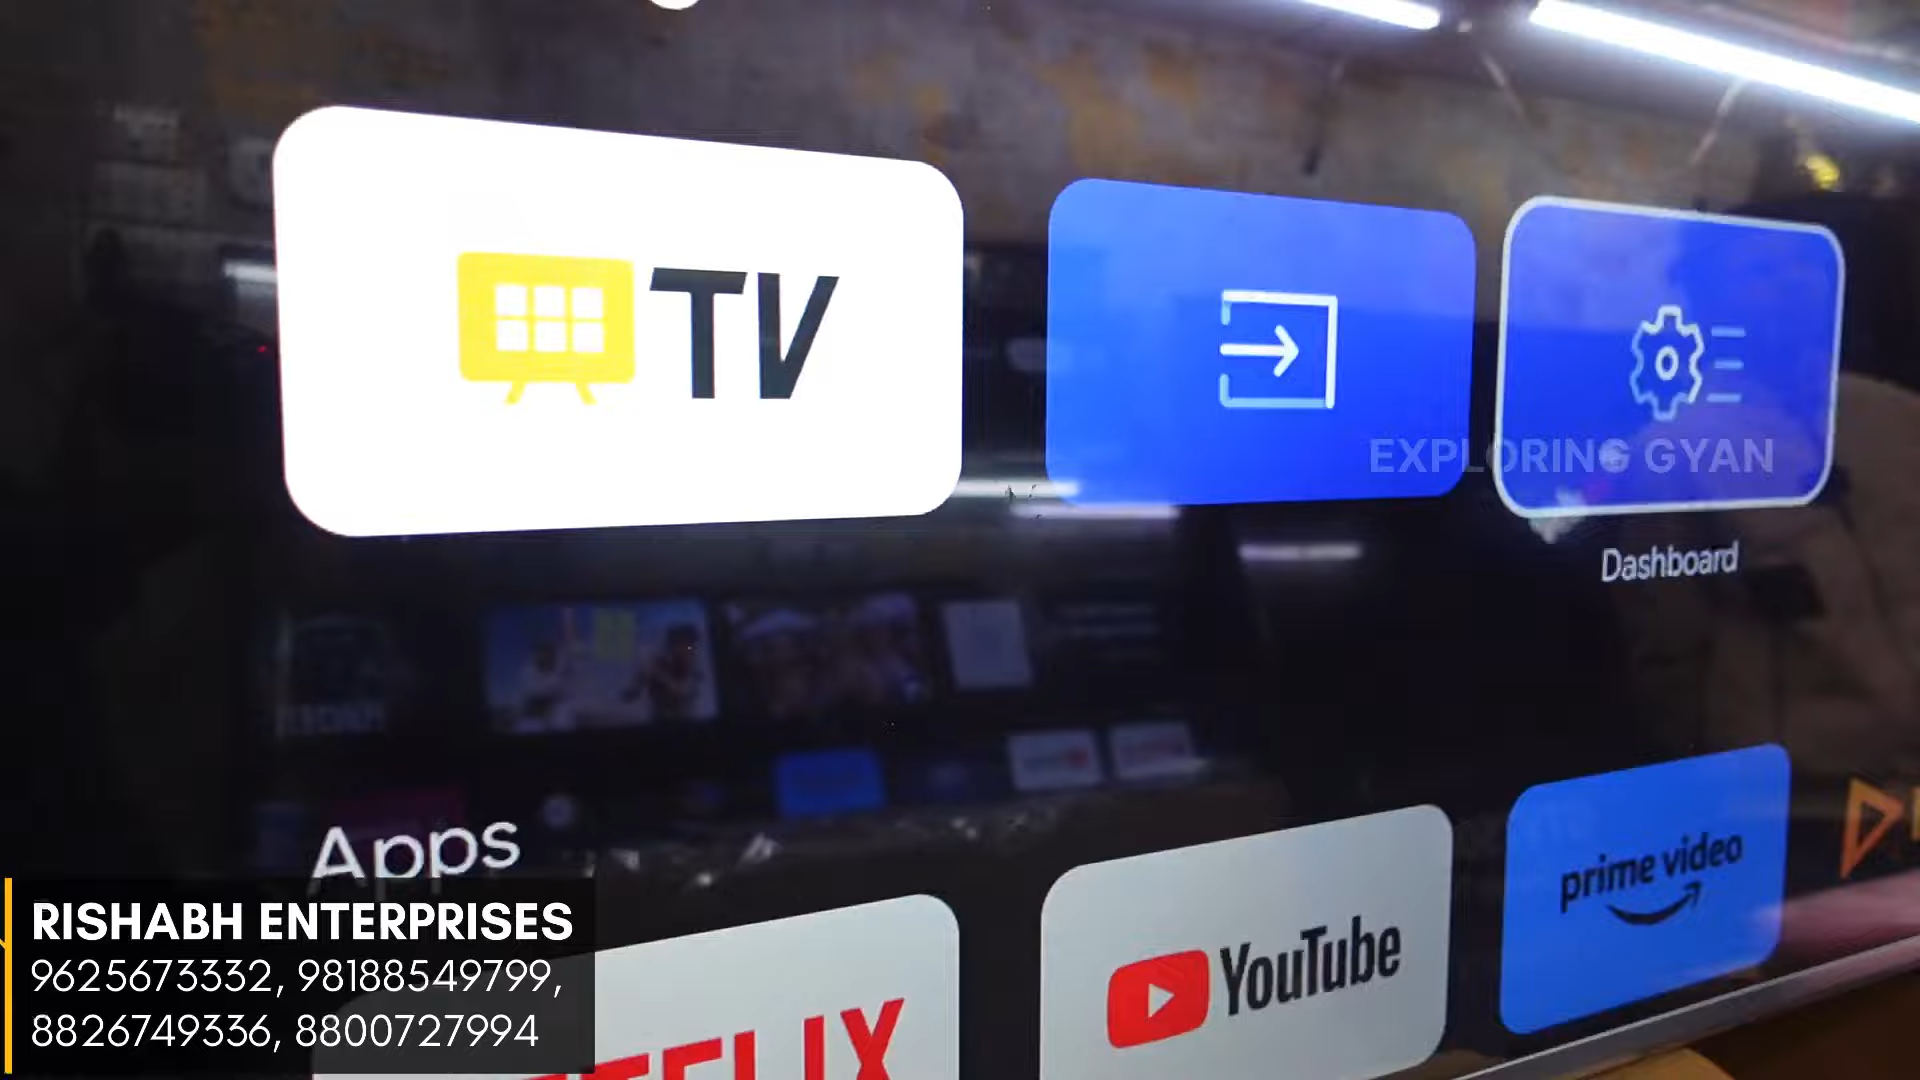 TV
EXPLORING GYAN
Dashboard
Apps
prime video
YouTube
RISHABH ENTERPRISES
9625673332, 98188549799,
8826749336, 8800727994